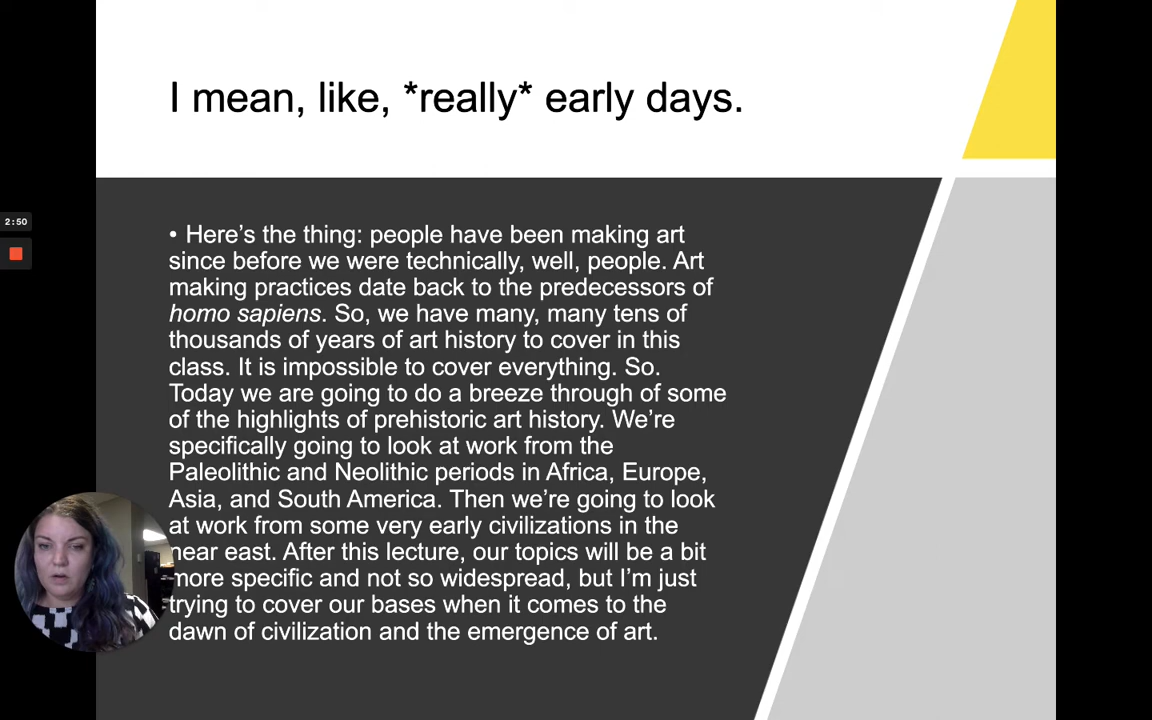 I mean, like, *really* early days.
2:50
• Here’s the thing: people have been making art
since before we were technically, well, people. Art
making practices date back to the predecessors of
homo sapiens. So, we have many, many tens of
thousands of years of art history to cover in this
class. It is impossible to cover everything. So.
Today we are going to do a breeze through of some
of the highlights of prehistoric art history. We’re
specifically going to look at work from the
Paleolithic and Neolithic periods in Africa, Europe,
Asia, and South America. Then we’re going to look
at work from some very early civilizations in the
near east. After this lecture, our topics will be a bit
more specific and not so widespread, but I’m just
trying to cover our bases when it comes to the
dawn of civilization and the emergence of art.